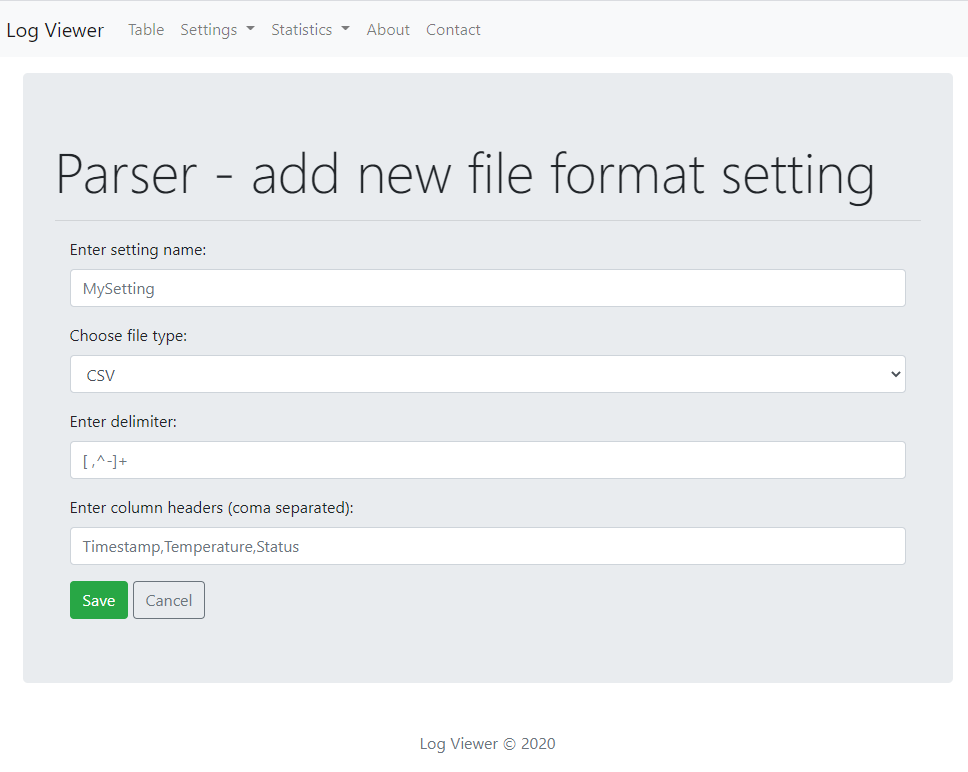 Log Viewer Table Settings Statistics About Contact
Parser - add new file format setting
Enter setting name:
MySetting
Choose file type:
CSV
Enter delimiter:
[ ,^-]+
Enter column headers (coma separated):
Timestamp,Temperature,Status
Save Cancel
Log Viewer © 2020